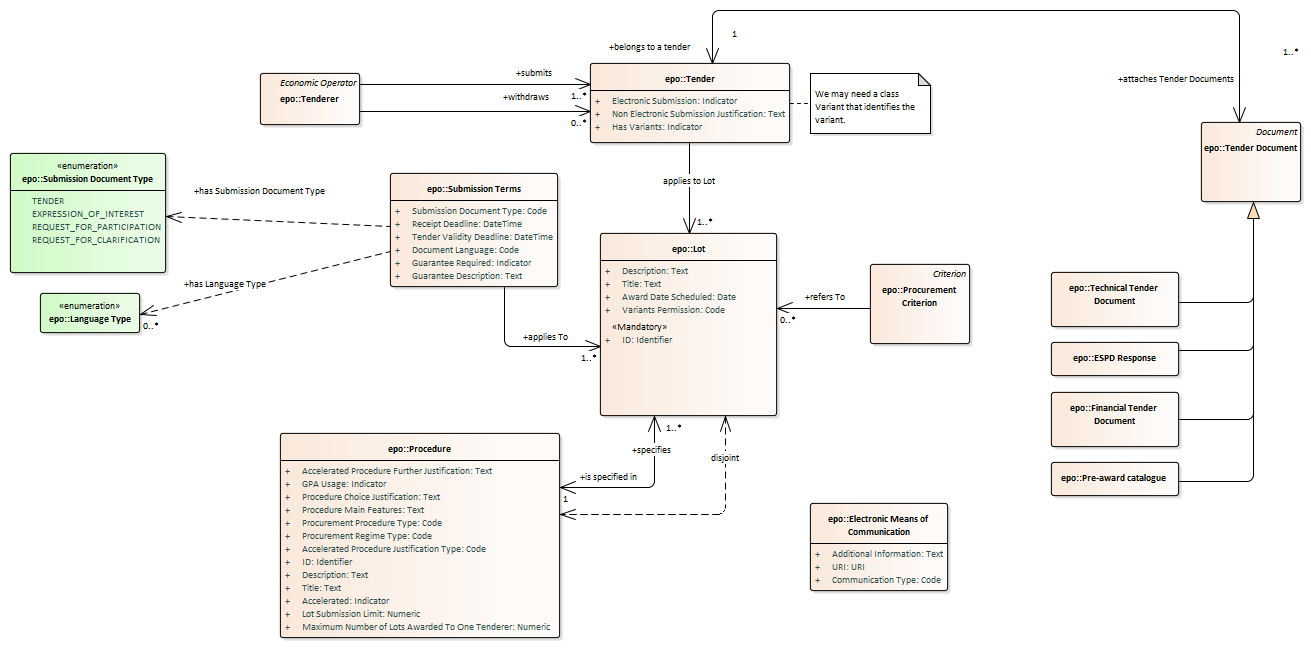 1
+belongs to a tender
1..*
+attaches Tender Documents
Economic Operator
epo::Tenderer
+submits
1..*
+withdraws
0..*
epo::Tender
+ Electronic Submission: Indicator
+ Non Electronic Submission Justification: Text
+ Has Variants: Indicator
We may need a class
Variant that identifies the
variant.
Document
epo::Tender Document
«enumeration»
epo::Submission Document Type
TENDER
EXPRESSION_OF_INTEREST
REQUEST_FOR_PARTICIPATION
REQUEST_FOR_CLARIFICATION
+has Submission Document Type
epo::Submission Terms
+ Submission Document Type: Code
+ Receipt Deadline: DateTime
+ Tender Validity Deadline: DateTime
+ Document Language: Code
+ Guarantee Required: Indicator
+ Guarantee Description: Text
applies to Lot
1..*
+has Language Type
«enumeration»
epo::Language Type
0..*
epo::Lot
+ Description: Text
+ Title: Text
+ Award Date Scheduled: Date
+ Variants Permission: Code
«Mandatory»
+ ID: Identifier
+applies To
1..*
+refers To
0..*
Criterion
epo::Procurement
Criterion
epo::Technical Tender
Document
epo::ESPD Response
epo::Financial Tender
Document
epo::Pre-award catalogue
1..*
+specifies
disjoint
+is specified in
1
epo::Procedure
+ Accelerated Procedure Further Justification: Text
+ GPA Usage: Indicator
+ Procedure Choice Justification: Text
+ Procedure Main Features: Text
+ Procurement Procedure Type: Code
+ Procurement Regime Type: Code
+ Accelerated Procedure Justification Type: Code
+ ID: Identifier
+ Description: Text
+ Title: Text
+ Accelerated: Indicator
+ Lot Submission Limit: Numeric
+ Maximum Number of Lots Awarded To One Tenderer: Numeric
epo::Electronic Means of
Communication
+ Additional Information: Text
+ URI: URI
+ Communication Type: Code